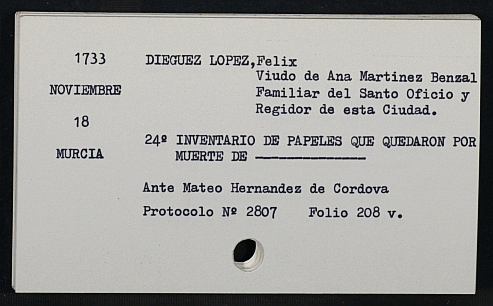 1733
NOVIEMBRE
18
MURCIA
DIEGUEZ LOPEZ,Felix
Viudo de Ana Martinez Benzal
Familiar del Santo Oficio y
Regidor de esta Ciudad.
24º INVENTARIO DE PAPELES QUE QUEDARON POR
MUERTE DE ---------------
Ante Mateo Hernandez de Cordova
Protocolo Nº 2807 Folio 208 v.